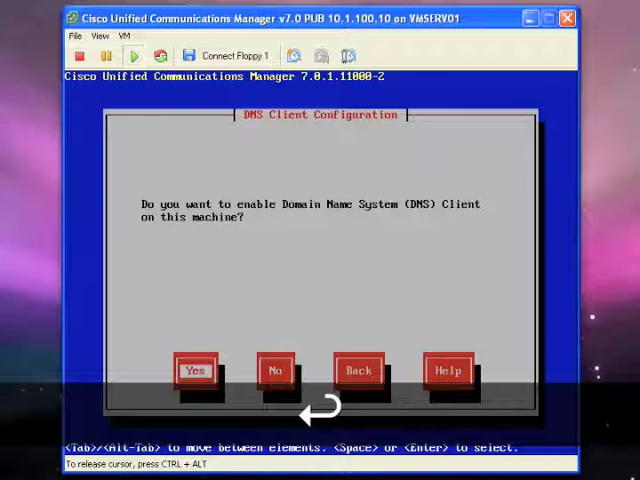 Cisco Unified Communications Manager v7.0 PUB 10.1.100.10 on VMSERV01
File View VM
Connect Floppy 1
Cisco Unified Communications Manager 7.0.1.11000-2
DNS Client Configuration
Do you want to enable Domain Name System (DNS) Client
on this machine?
Yes No Back Help
<Tab>/<Alt-Tab> to move between elements. <Space> or <Enter> to select.
To release cursor, press CTRL + ALT